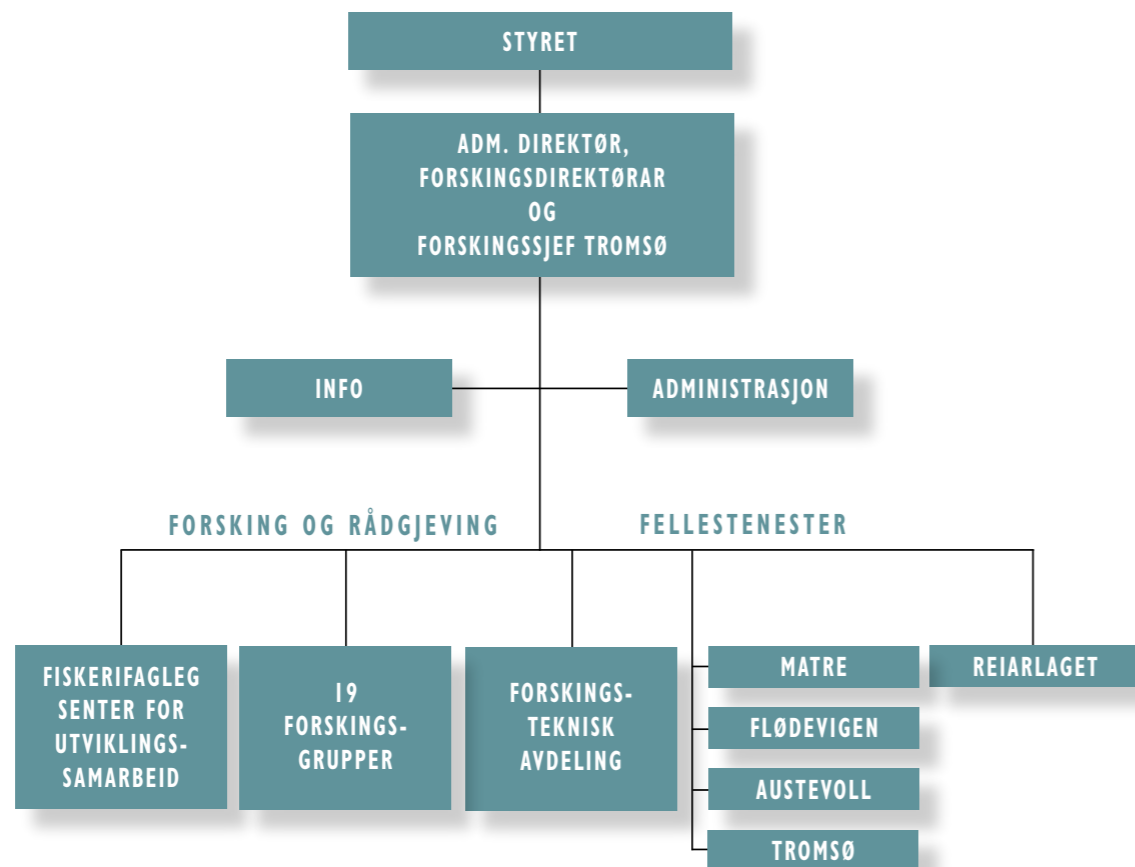 STYRET
ADM. DIREKTØR,
FORSKINGSDIREKTØRAR
OG
FORSKINGSSJEF TROMSØ
INFO
ADMINISTRASJON
FORSKING OG RÅDGJEVING
FELLESTENESTER
FISKERIFAGLEG
SENTER FOR
UTVIKLINGS-
SAMARBEID
19
FORSKINGS-
GRUPPER
FORSKINGS-
TEKNISK
AVDELING
MATRE
FLØDEVIGEN
AUSTEVOLL
TROMSØ
REIARLAGET